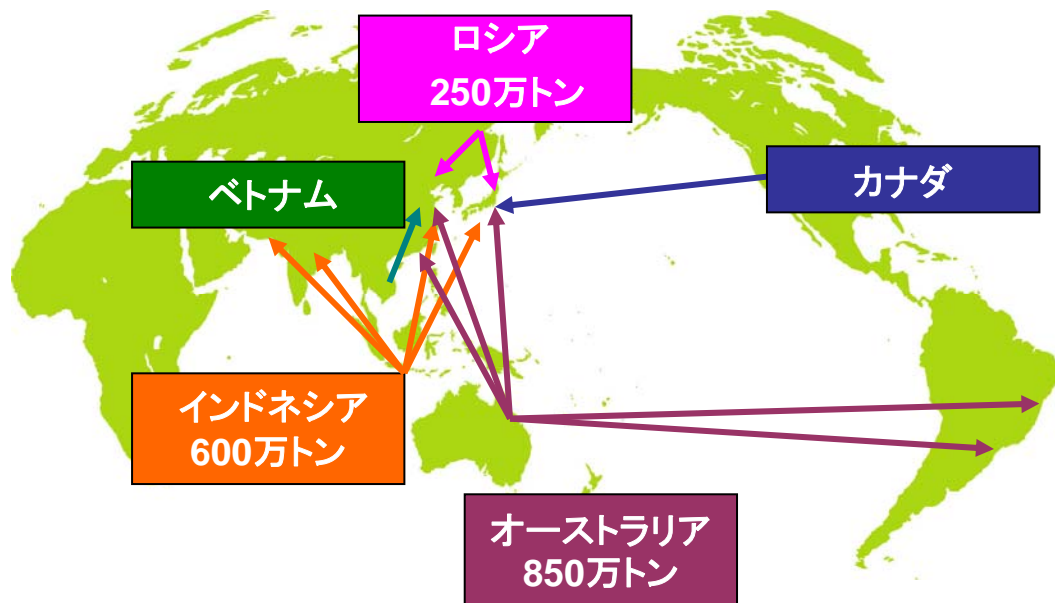 ロシア
250万トン
ベトナム
カナダ
インドネシア
600万トン
オーストラリア
850万トン